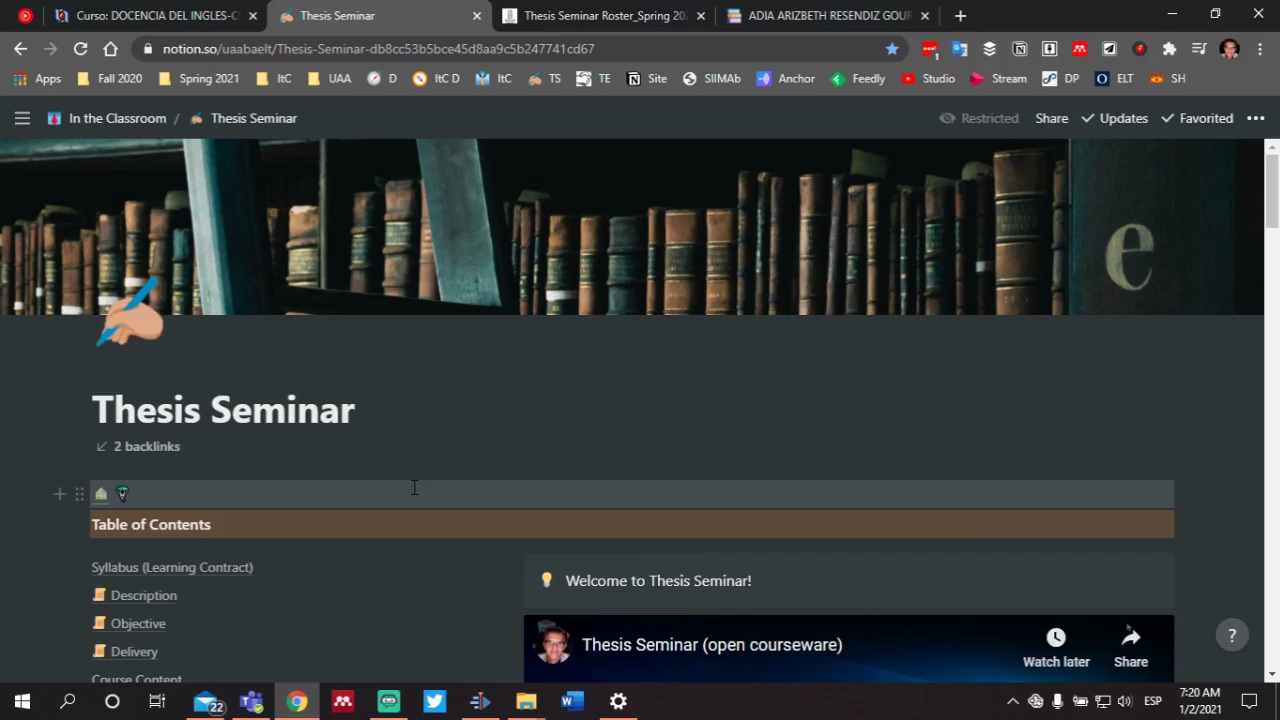 Curso: DOCENCIA DEL INGLES-C
Thesis Seminar
Thesis Seminar Roster_Spring 202
ADIA ARIZBETH RESENDIZ GOUR
notion.so/uaabaelt/Thesis-Seminar-db8cc53b5bce45d8aa9c5b247741cd67
1
Apps
Fall 2020
Spring 2021
ItC
UAA
D
ItC D
ItC
TS
TE
Site
SIIMAb
Anchor
Feedly
Studio
Stream
DP
ELT
SH
In the Classroom / Thesis Seminar
Restricted
Share
Updates
Favorited
e
Thesis Seminar
2 backlinks
Table of Contents
Syllabus (Learning Contract)
Description
Objective
Delivery
Course Content
Welcome to Thesis Seminar!
Thesis Seminar (open courseware)
Watch later
Share
?
22
ESP
7:20 AM
1/2/2021